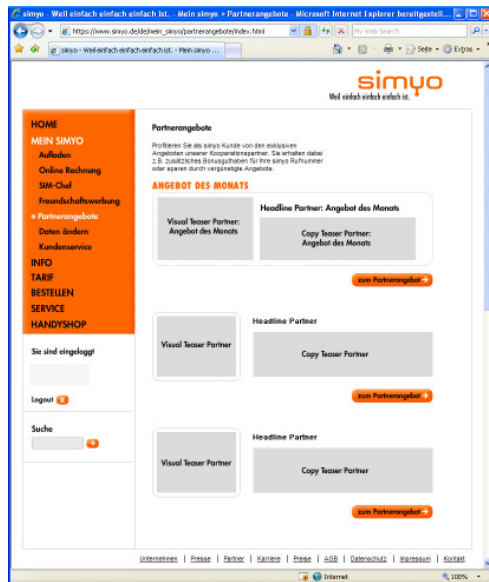 simyo - Weil einfach einfach einfach ist. - Mein simyo > Partnerangebote - Microsoft Internet Explorer bereitgestell...
https://www.simyo.de/de/mein_simyo/partnerangebote/index.html
My Web Search
simyo - Weil einfach einfach einfach ist. - Mein simyo ...
Seite
Extras
simyo
Weil einfach einfach einfach ist.
HOME
MEIN SIMYO
Aufladen
Online Rechnung
SIM-Chef
Freundschaftswerbung
Partnerangebote
Daten ändern
Kundenservice
INFO
TARIF
BESTELLEN
SERVICE
HANDYSHOP
Sie sind eingeloggt
Logout X
Suche
Partnerangebote
Profitieren Sie als simyo Kunde von den exklusiven
Angeboten unserer Kooperationspartner. Sie erhalten dabei
z.B. zusätzliches Bonusguthaben für Ihre simyo Rufnummer
oder sparen durch vergünstigte Angebote.
ANGEBOT DES MONATS
Visual Teaser Partner:
Angebot des Monats
Headline Partner: Angebot des Monats
Copy Teaser Partner:
Angebot des Monats
zum Partnerangebot
Visual Teaser Partner
Headline Partner
Copy Teaser Partner
zum Partnerangebot
Visual Teaser Partner
Headline Partner
Copy Teaser Partner
zum Partnerangebot
Unternehmen | Presse | Partner | Karriere | Preise | AGB | Datenschutz | Impressum | Kontakt
Internet
100%